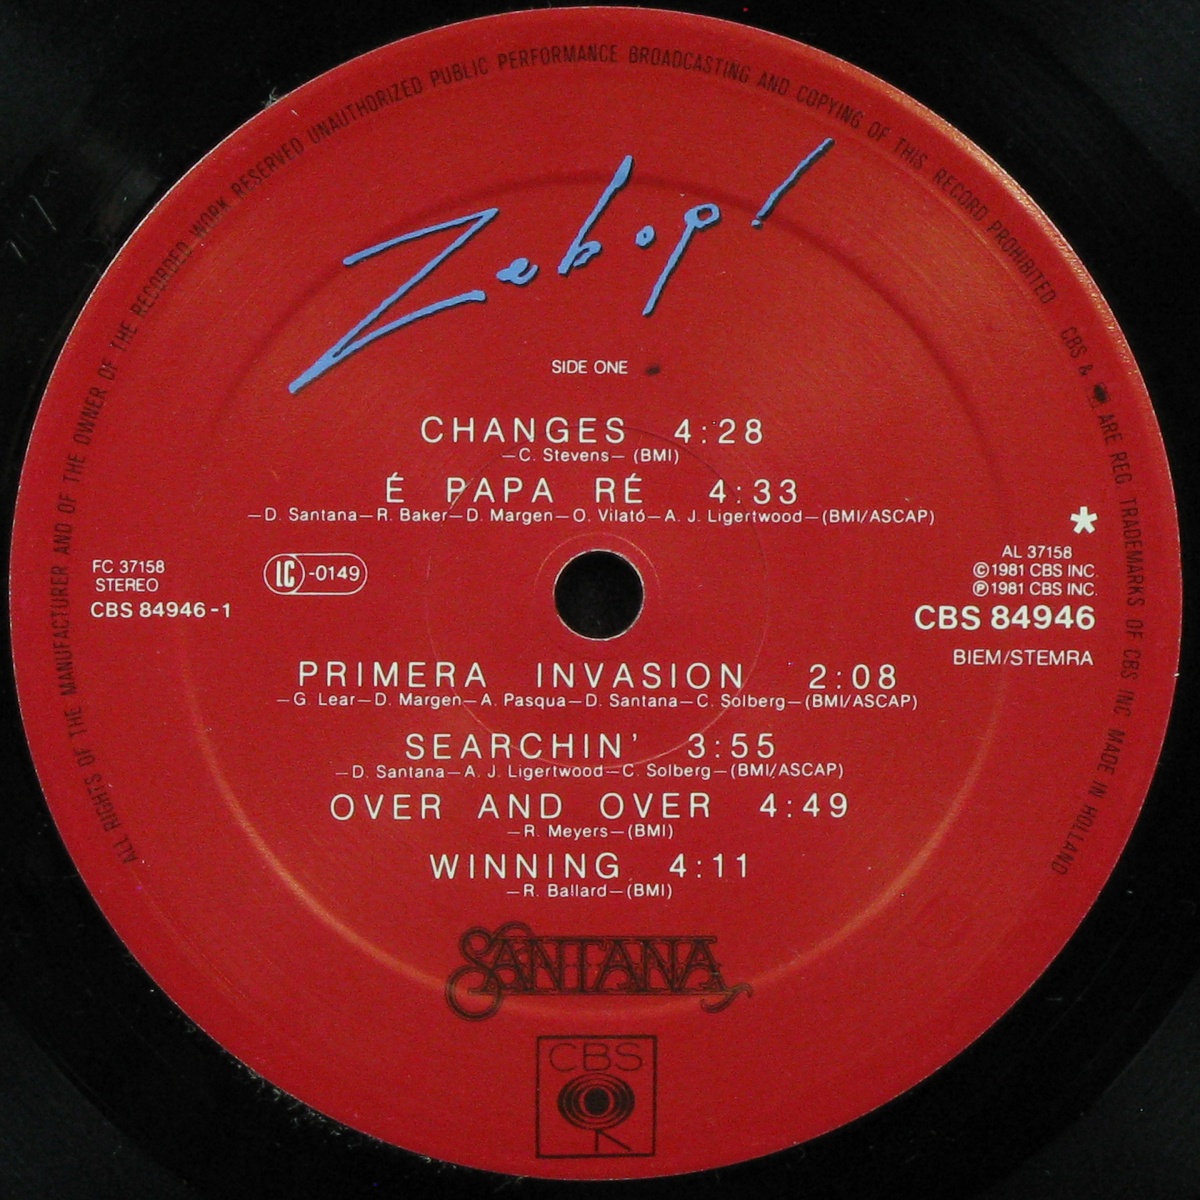 ALL RIGHTS OF THE MANUFACTURER AND OF THE OWNER OF THE RECORDED WORK RESERVED UNAUTHORIZED PUBLIC PERFORMANCE BROADCASTING AND COPYING OF THIS RECORD PROHIBITED CBS & ARE REG TRADEMARKS OF CBS INC MADE IN HOLLAND
Zebop!
SIDE ONE
CHANGES 4:28
—C. Stevens— (BMI)
É PAPA RÉ 4:33
—D. Santana—R. Baker—D. Margen—O. Vilató—A. J. Ligertwood—(BMI/ASCAP)
FC 37158
STEREO
CBS 84946-1
LC-0149
*
AL 37158
©1981 CBS INC.
℗1981 CBS INC.
CBS 84946
BIEM/STEMRA
PRIMERA INVASION 2:08
—G. Lear—D. Margen—A. Pasqua—D. Santana—C. Solberg—(BMI/ASCAP)
SEARCHIN' 3:55
—D. Santana—A. J. Ligertwood—C. Solberg—(BMI/ASCAP)
OVER AND OVER 4:49
—R. Meyers—(BMI)
WINNING 4:11
—R. Ballard—(BMI)
SANTANA
CBS